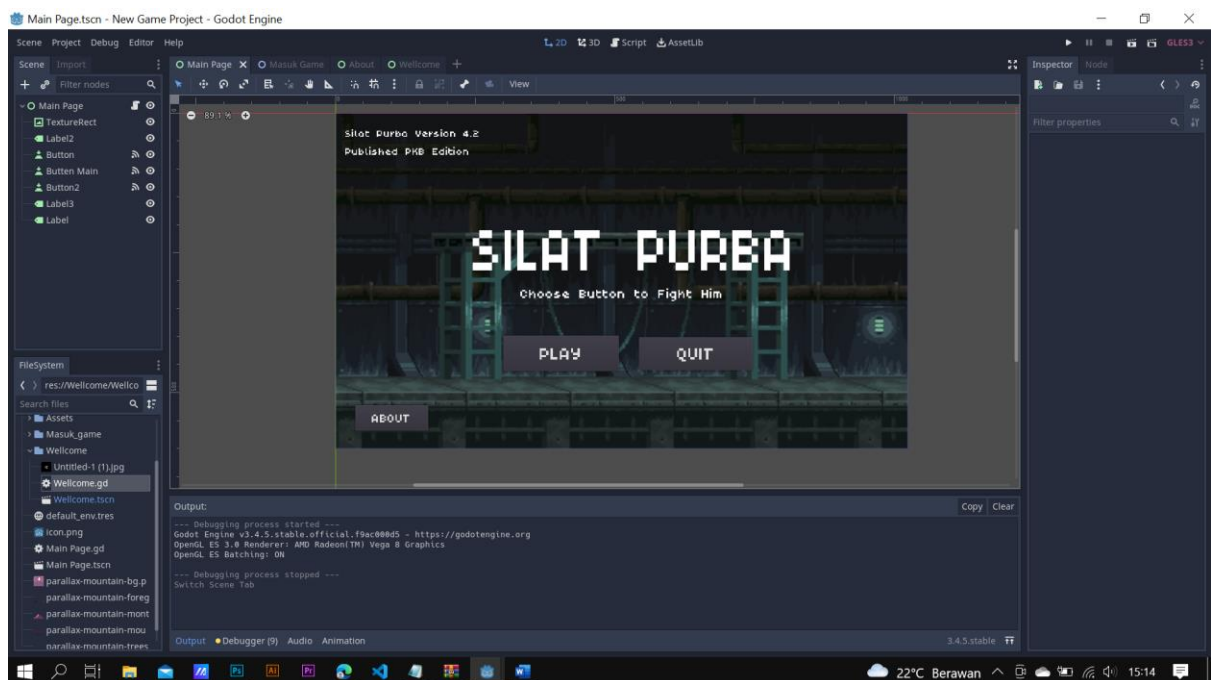 Main Page.tscn - New Game Project - Godot Engine
Scene Project Debug Editor Help
2D 3D Script AssetLib
GLES3
Scene Import
Main Page Masuk Game About Wellcome
Inspector Node
Filter nodes
View
Main Page
TextureRect
Label2
Button
Butten Main
Button2
Label3
Label
500
1000
89.1 %
Filter properties
Silat Purba Version 4.2
Published PKB Edition
SILAT PURBA
Choose Button to Fight Him
PLAY QUIT
ABOUT
FileSystem
res://Wellcome/Wellco
Search files
Assets
Masuk_game
Wellcome
Untitled-1 (1).jpg
Wellcome.gd
Wellcome.tscn
default_env.tres
icon.png
Main Page.gd
Main Page.tscn
parallax-mountain-bg.p
parallax-mountain-foreg
parallax-mountain-mont
parallax-mountain-mou
parallax-mountain-trees
Output:
Copy Clear
--- Debugging process started ---
Godot Engine v3.4.5.stable.official.f9ac000d5 - https://godotengine.org
OpenGL ES 3.0 Renderer: AMD Radeon(TM) Vega 8 Graphics
OpenGL ES Batching: ON
--- Debugging process stopped ---
Switch Scene Tab
Output Debugger (9) Audio Animation
3.4.5.stable
Ps Ai Pr
22°C Berawan
15:14